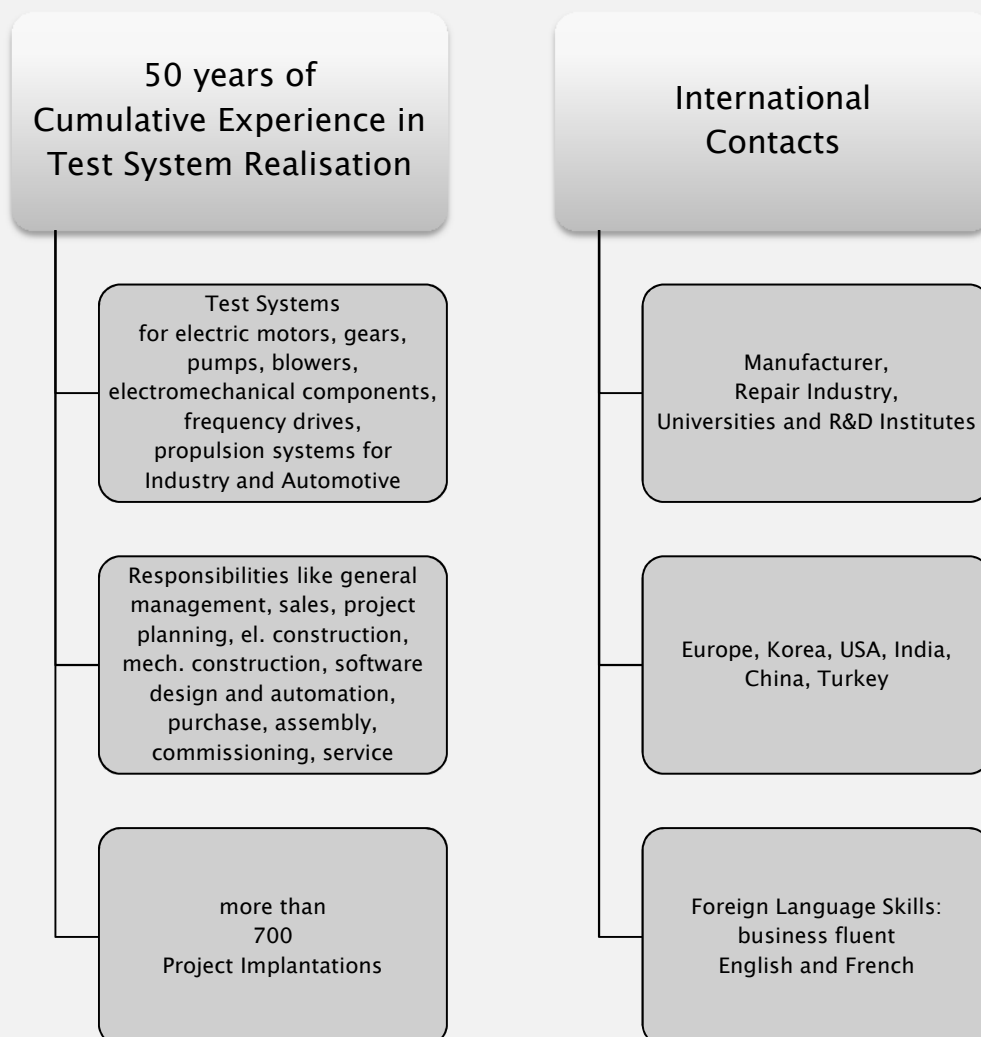 50 years of
Cumulative Experience in
Test System Realisation
Test Systems
for electric motors, gears,
pumps, blowers,
electromechanical components,
frequency drives,
propulsion systems for
Industry and Automotive
Responsibilities like general
management, sales, project
planning, el. construction,
mech. construction, software
design and automation,
purchase, assembly,
commissioning, service
more than
700
Project Implantations
International
Contacts
Manufacturer,
Repair Industry,
Universities and R&D Institutes
Europe, Korea, USA, India,
China, Turkey
Foreign Language Skills:
business fluent
English and French